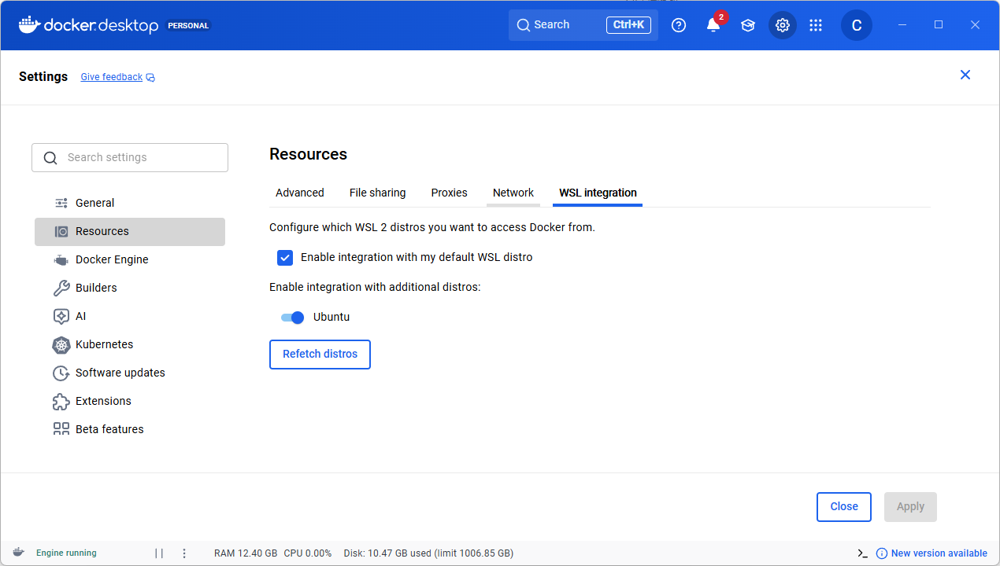 docker desktop PERSONAL Search Ctrl+K 2 C
Settings Give feedback
Search settings
General
Resources
Docker Engine
Builders
AI
Kubernetes
Software updates
Extensions
Beta features
Resources
Advanced File sharing Proxies Network WSL integration
Configure which WSL 2 distros you want to access Docker from.
Enable integration with my default WSL distro
Enable integration with additional distros:
Ubuntu
Refetch distros
Close Apply
Engine running RAM 12.40 GB CPU 0.00% Disk: 10.47 GB used (limit 1006.85 GB) New version available